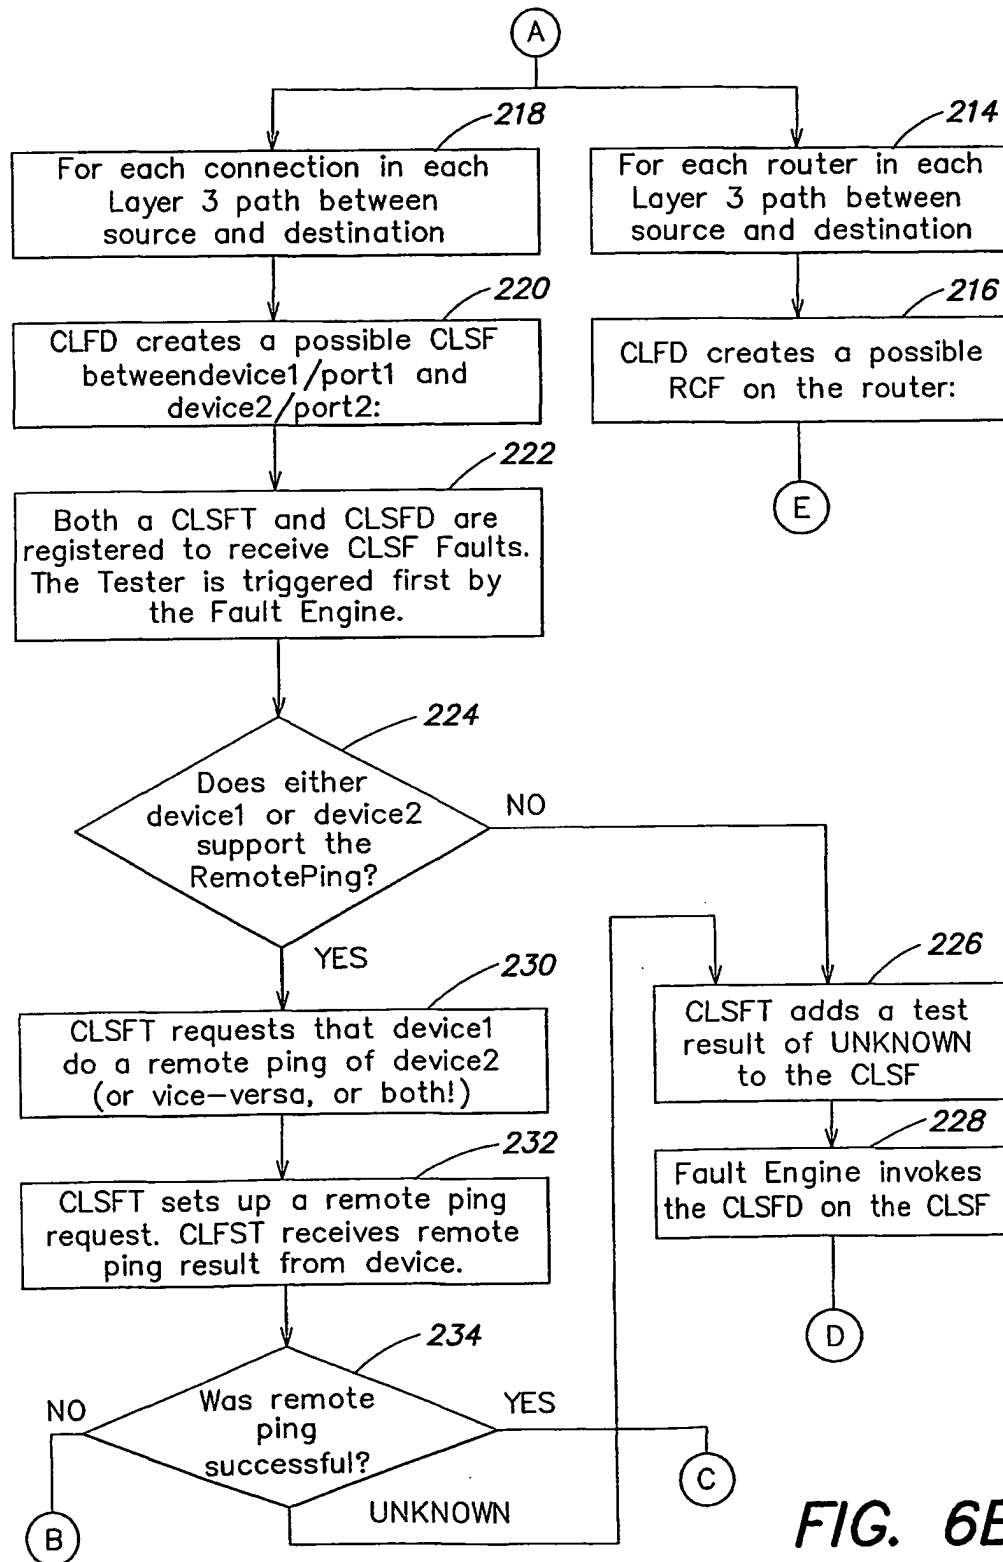 A
218
For each connection in each
Layer 3 path between
source and destination
214
For each router in each
Layer 3 path between
source and destination
220
CLFD creates a possible CLSF
betweendevice1/port1 and
device2/port2:
216
CLFD creates a possible
RCF on the router:
E
222
Both a CLSFT and CLSFD are
registered to receive CLSF Faults.
The Tester is triggered first by
the Fault Engine.
224
Does either
device1 or device2
support the
RemotePing?
NO
YES
230
CLSFT requests that device1
do a remote ping of device2
(or vice-versa, or both!)
226
CLSFT adds a test
result of UNKNOWN
to the CLSF
232
CLSFT sets up a remote ping
request. CLFST receives remote
ping result from device.
228
Fault Engine invokes
the CLSFD on the CLSF
D
234
Was remote
ping
successful?
NO
YES
UNKNOWN
B
C
FIG. 6B